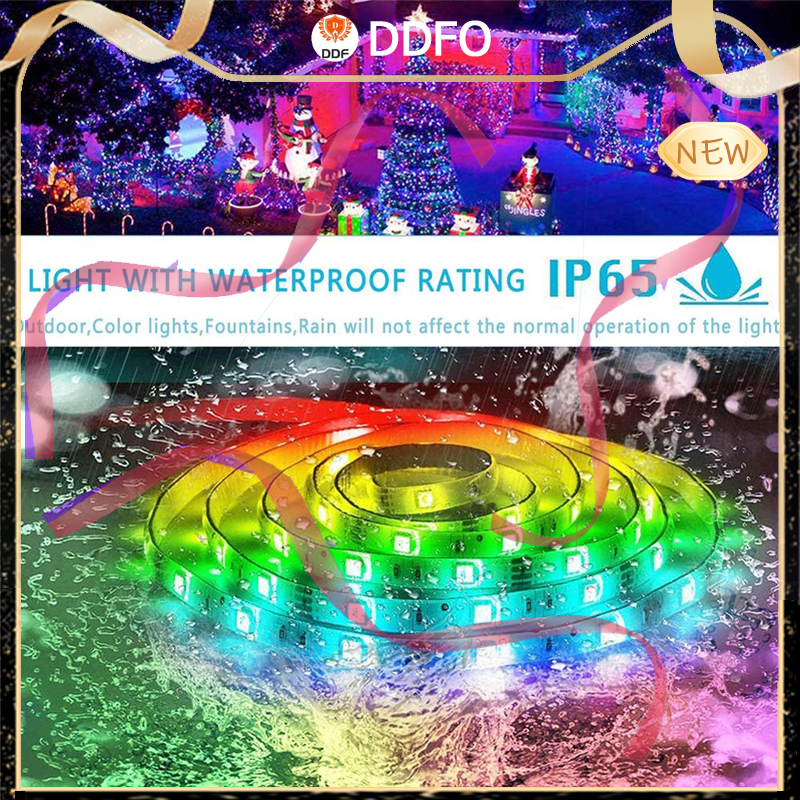 DDF
DDFO
NEW
JINGLES
LIGHT WITH WATERPROOF RATING IP65
Outdoor,Color lights,Fountains,Rain will not affect the normal operation of the light